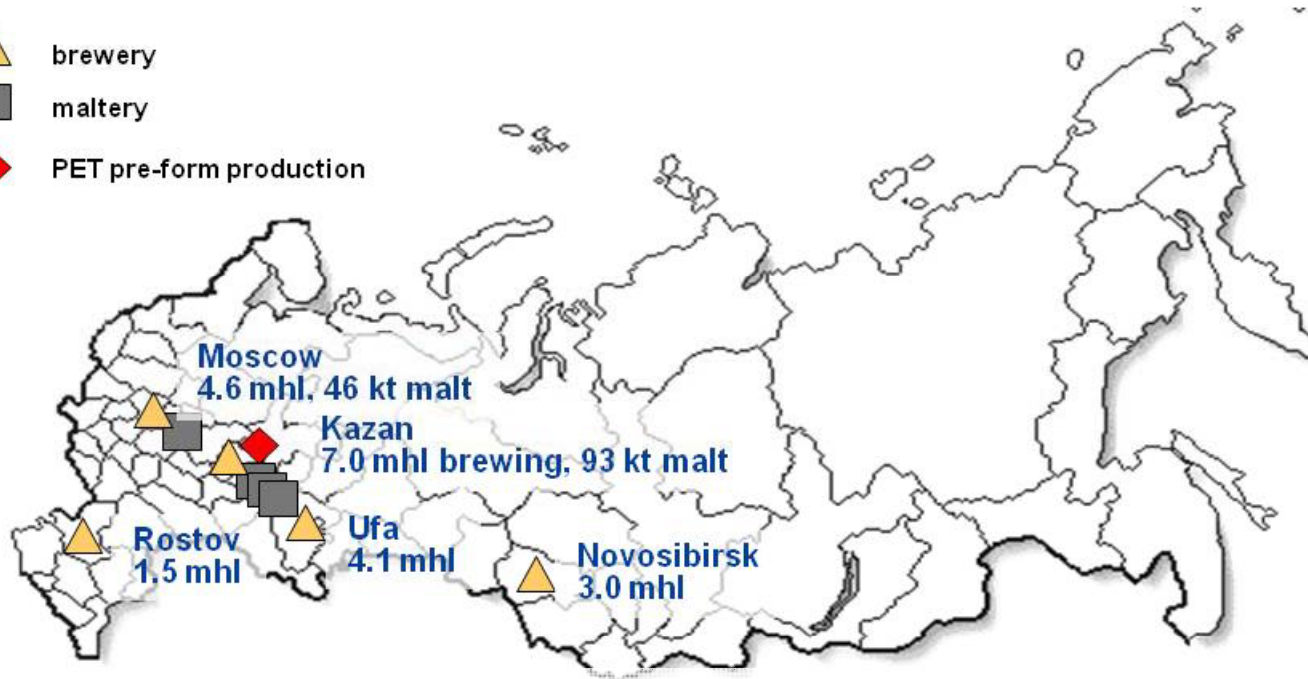 brewery
maltery
PET pre-form production
Moscow
4.6 mhl, 46 kt malt
Kazan
7.0 mhl brewing, 93 kt malt
Ufa
4.1 mhl
Rostov
1.5 mhl
Novosibirsk
3.0 mhl